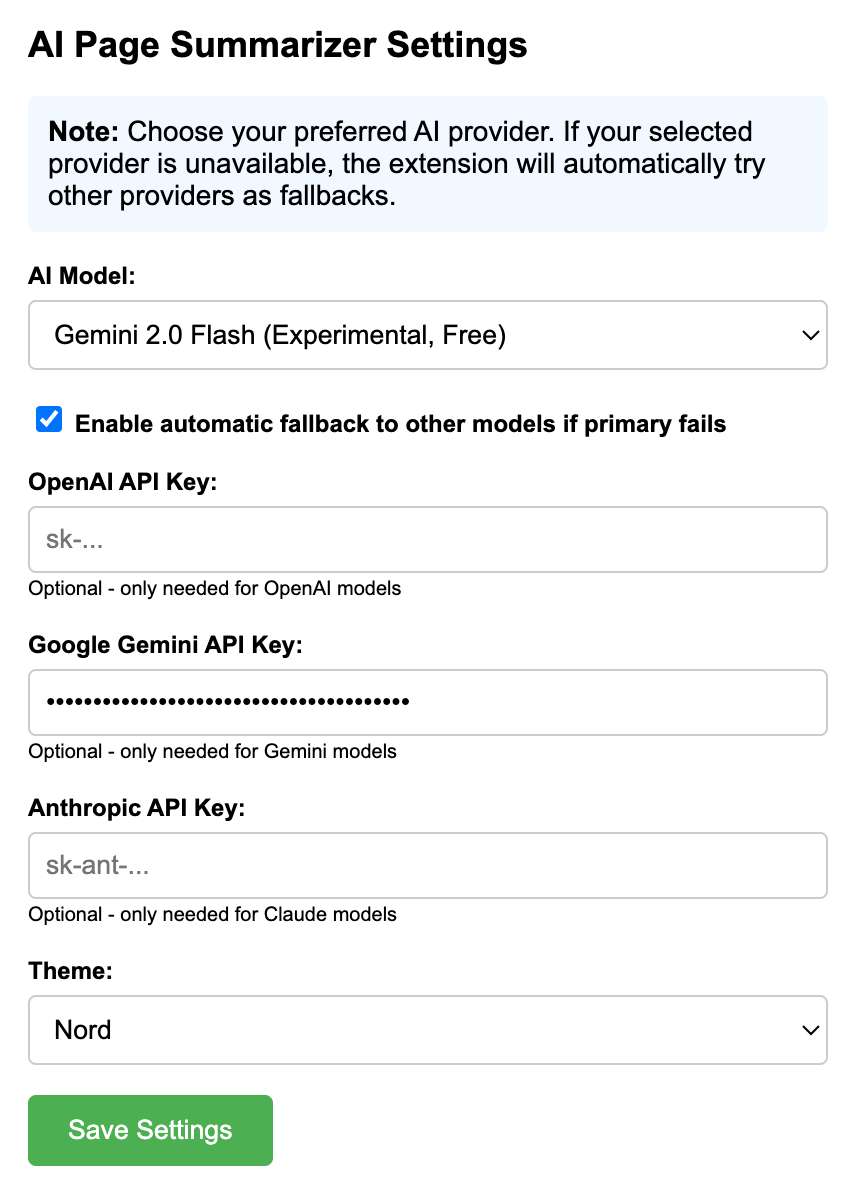 AI Page Summarizer Settings
Note: Choose your preferred AI provider. If your selected
provider is unavailable, the extension will automatically try
other providers as fallbacks.
AI Model:
Gemini 2.0 Flash (Experimental, Free)
Enable automatic fallback to other models if primary fails
OpenAI API Key:
sk-...
Optional - only needed for OpenAI models
Google Gemini API Key:
•••••••••••••••••••••••••••••••••••••••
Optional - only needed for Gemini models
Anthropic API Key:
sk-ant-...
Optional - only needed for Claude models
Theme:
Nord
Save Settings